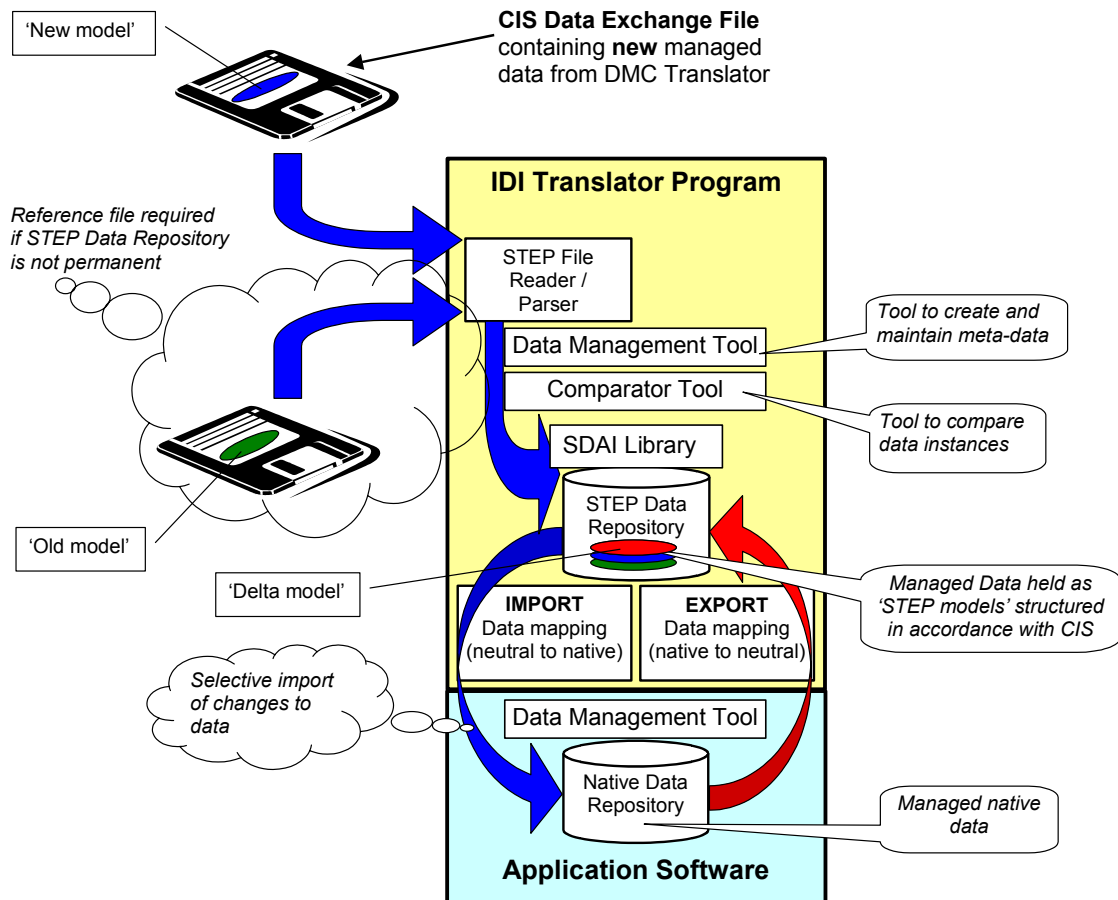 ‘New model’
CIS Data Exchange File
containing new managed
data from DMC Translator
IDI Translator Program
Reference file required
if STEP Data Repository
is not permanent
STEP File
Reader /
Parser
Data Management Tool
Tool to create and
maintain meta-data
Comparator Tool
Tool to compare
data instances
SDAI Library
STEP Data
Repository
‘Old model’
‘Delta model’
Managed Data held as
‘STEP models’ structured
in accordance with CIS
IMPORT
Data mapping
(neutral to native)
EXPORT
Data mapping
(native to neutral)
Selective import
of changes to
data
Data Management Tool
Native Data
Repository
Managed native
data
Application Software